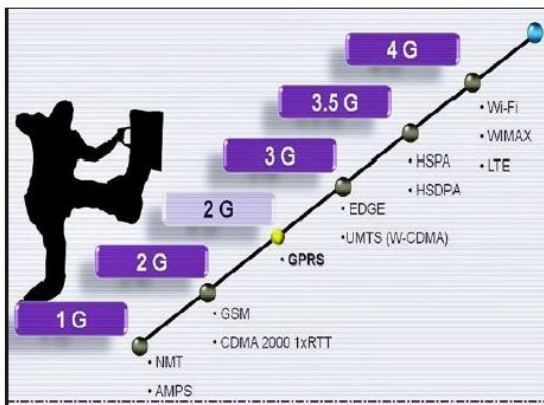 4 G
3.5 G
3 G
2 G
2 G
1 G
• Wi-Fi
• WIMAX
• LTE
• HSPA
• HSDPA
• EDGE
•UMTS (W-CDMA)
• GPRS
• GSM
• CDMA 2000 1xRTT
• NMT
• AMPS